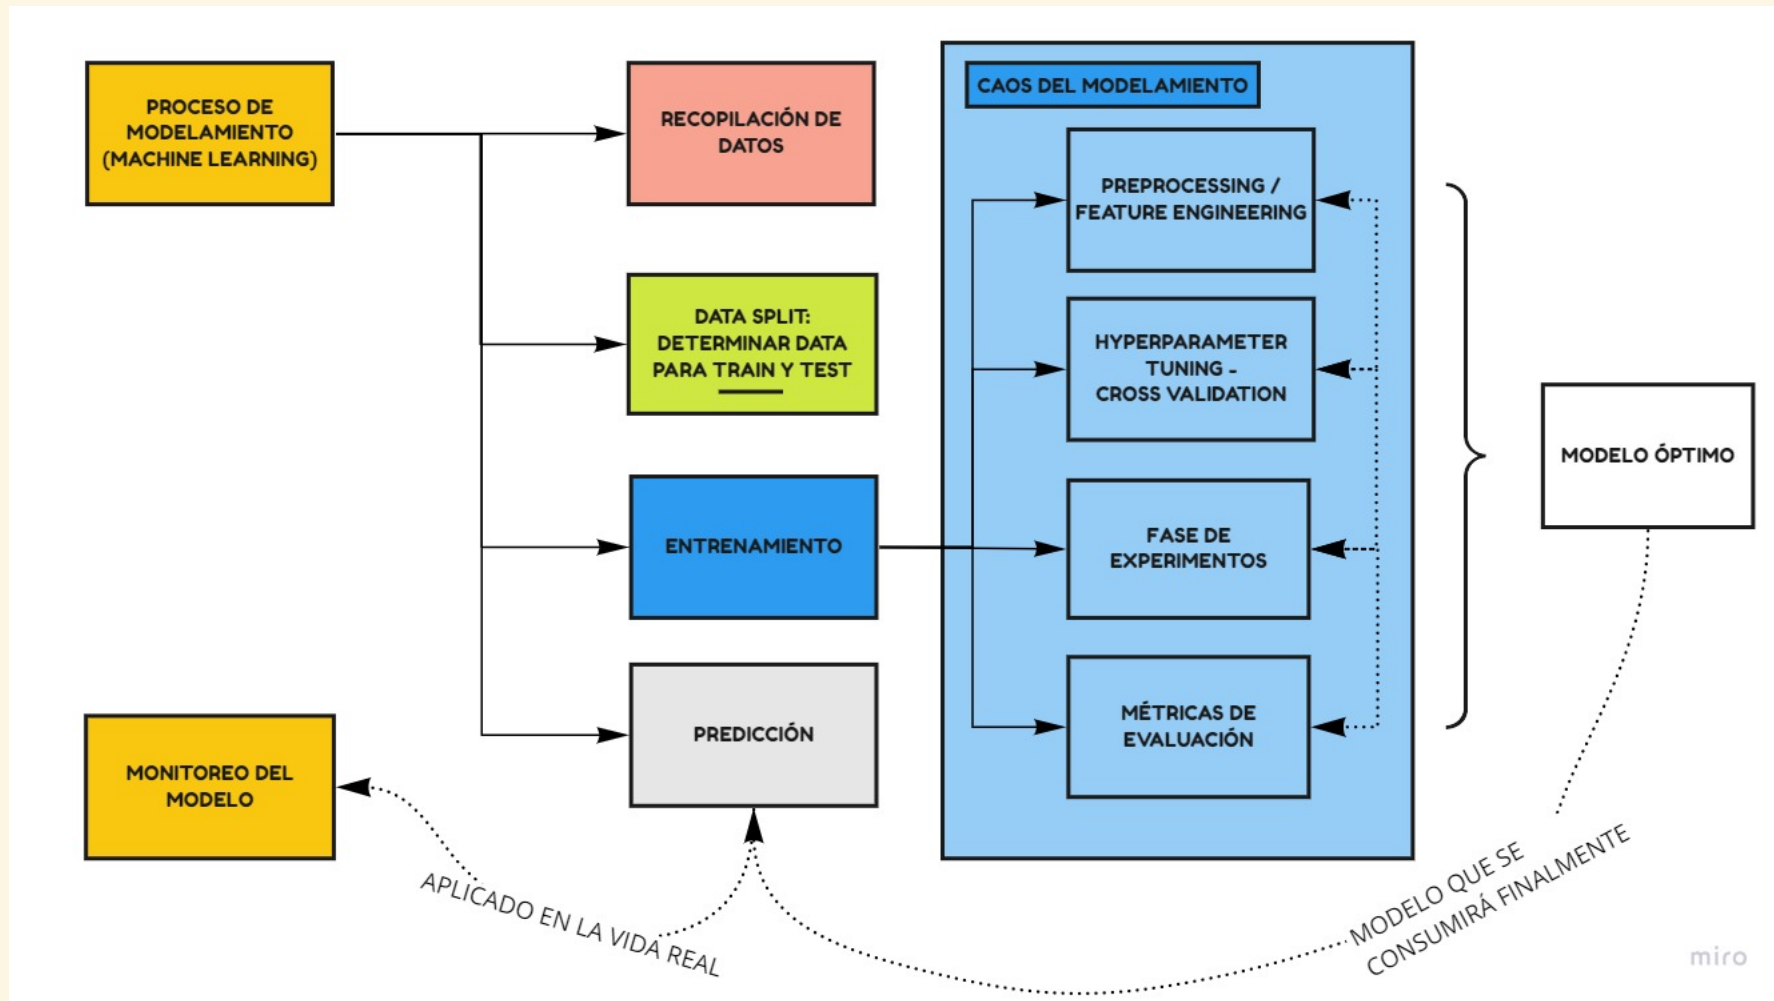 PROCESO DE
MODELAMIENTO
(MACHINE LEARNING)
RECOPILACIÓN DE
DATOS
DATA SPLIT:
DETERMINAR DATA
PARA TRAIN Y TEST
ENTRENAMIENTO
PREDICCIÓN
CAOS DEL MODELAMIENTO
PREPROCESSING /
FEATURE ENGINEERING
HYPERPARAMETER
TUNING -
CROSS VALIDATION
FASE DE
EXPERIMENTOS
MÉTRICAS DE
EVALUACIÓN
MODELO ÓPTIMO
MONITOREO DEL
MODELO
APLICADO EN LA VIDA REAL
MODELO QUE SE
CONSUMIRÁ FINALMENTE
miro